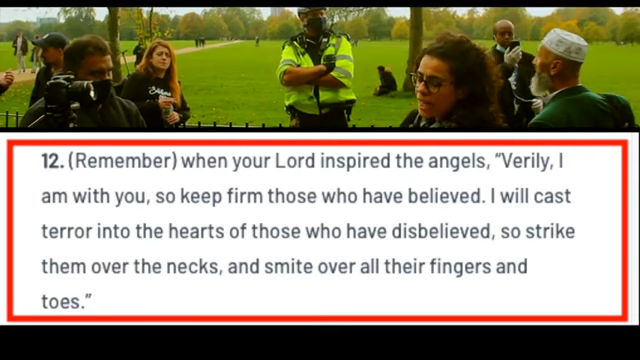 12. (Remember) when your Lord inspired the angels, “Verily, I
am with you, so keep firm those who have believed. I will cast
terror into the hearts of those who have disbelieved, so strike
them over the necks, and smite over all their fingers and
toes.”